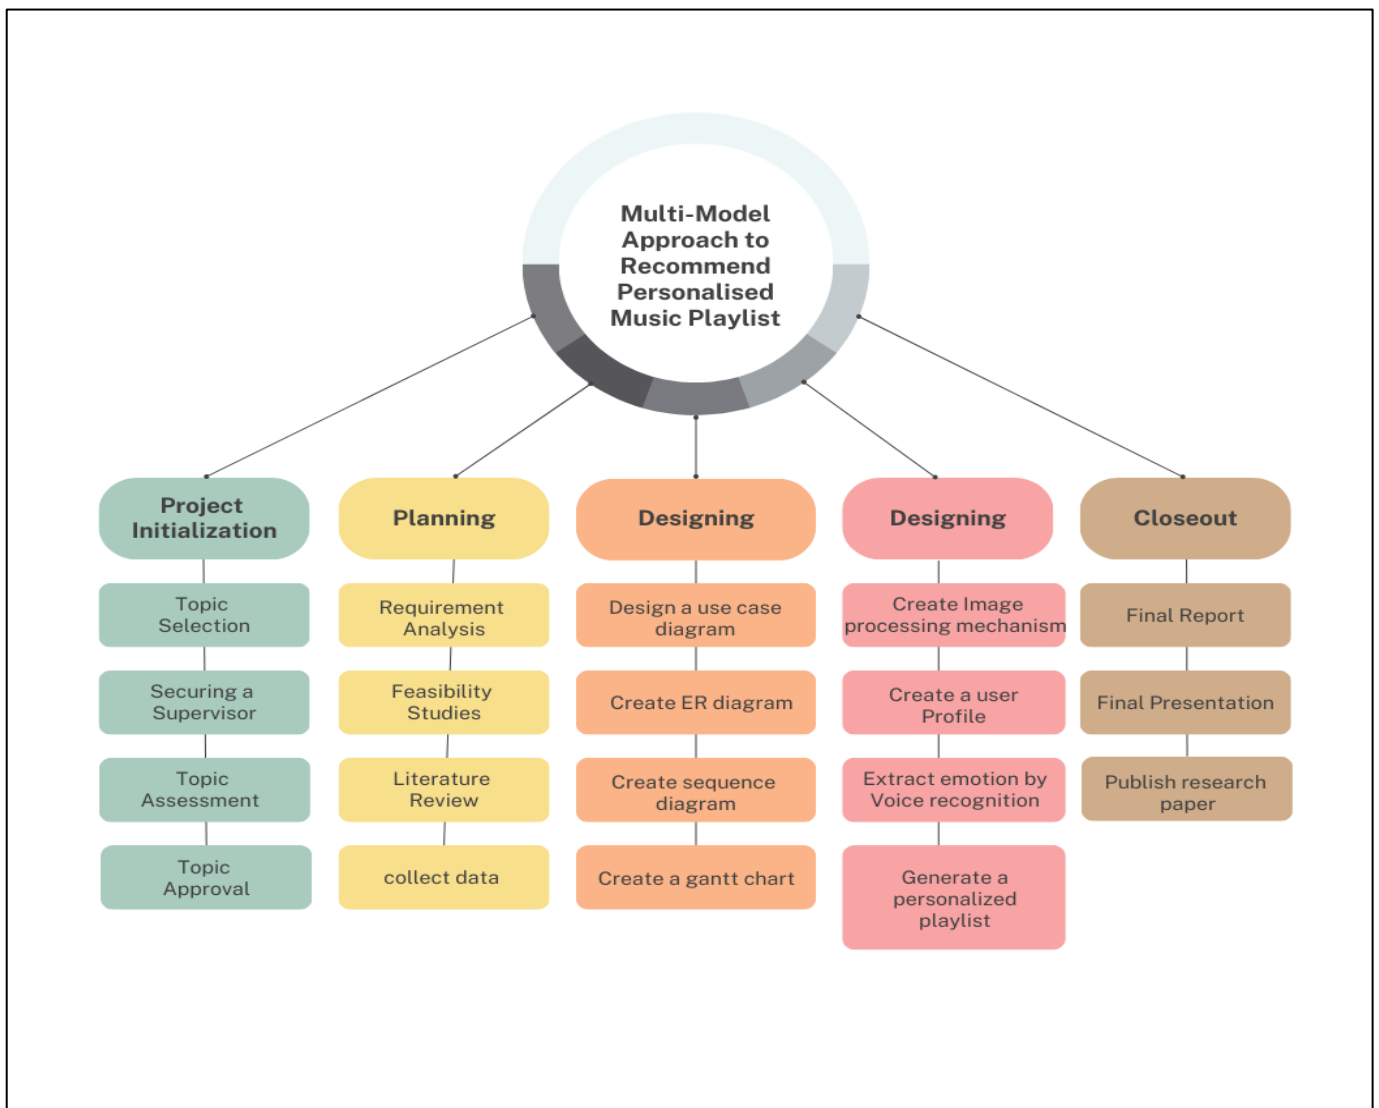 Multi-Model
Approach to
Recommend
Personalised
Music Playlist
Project
Initialization
Topic
Selection
Securing a
Supervisor
Topic
Assessment
Topic
Approval
Planning
Requirement
Analysis
Feasibility
Studies
Literature
Review
collect data
Designing
Design a use case
diagram
Create ER diagram
Create sequence
diagram
Create a gantt chart
Designing
Create Image
processing mechanism
Create a user
Profile
Extract emotion by
Voice recognition
Generate a
personalized
playlist
Closeout
Final Report
Final Presentation
Publish research
paper